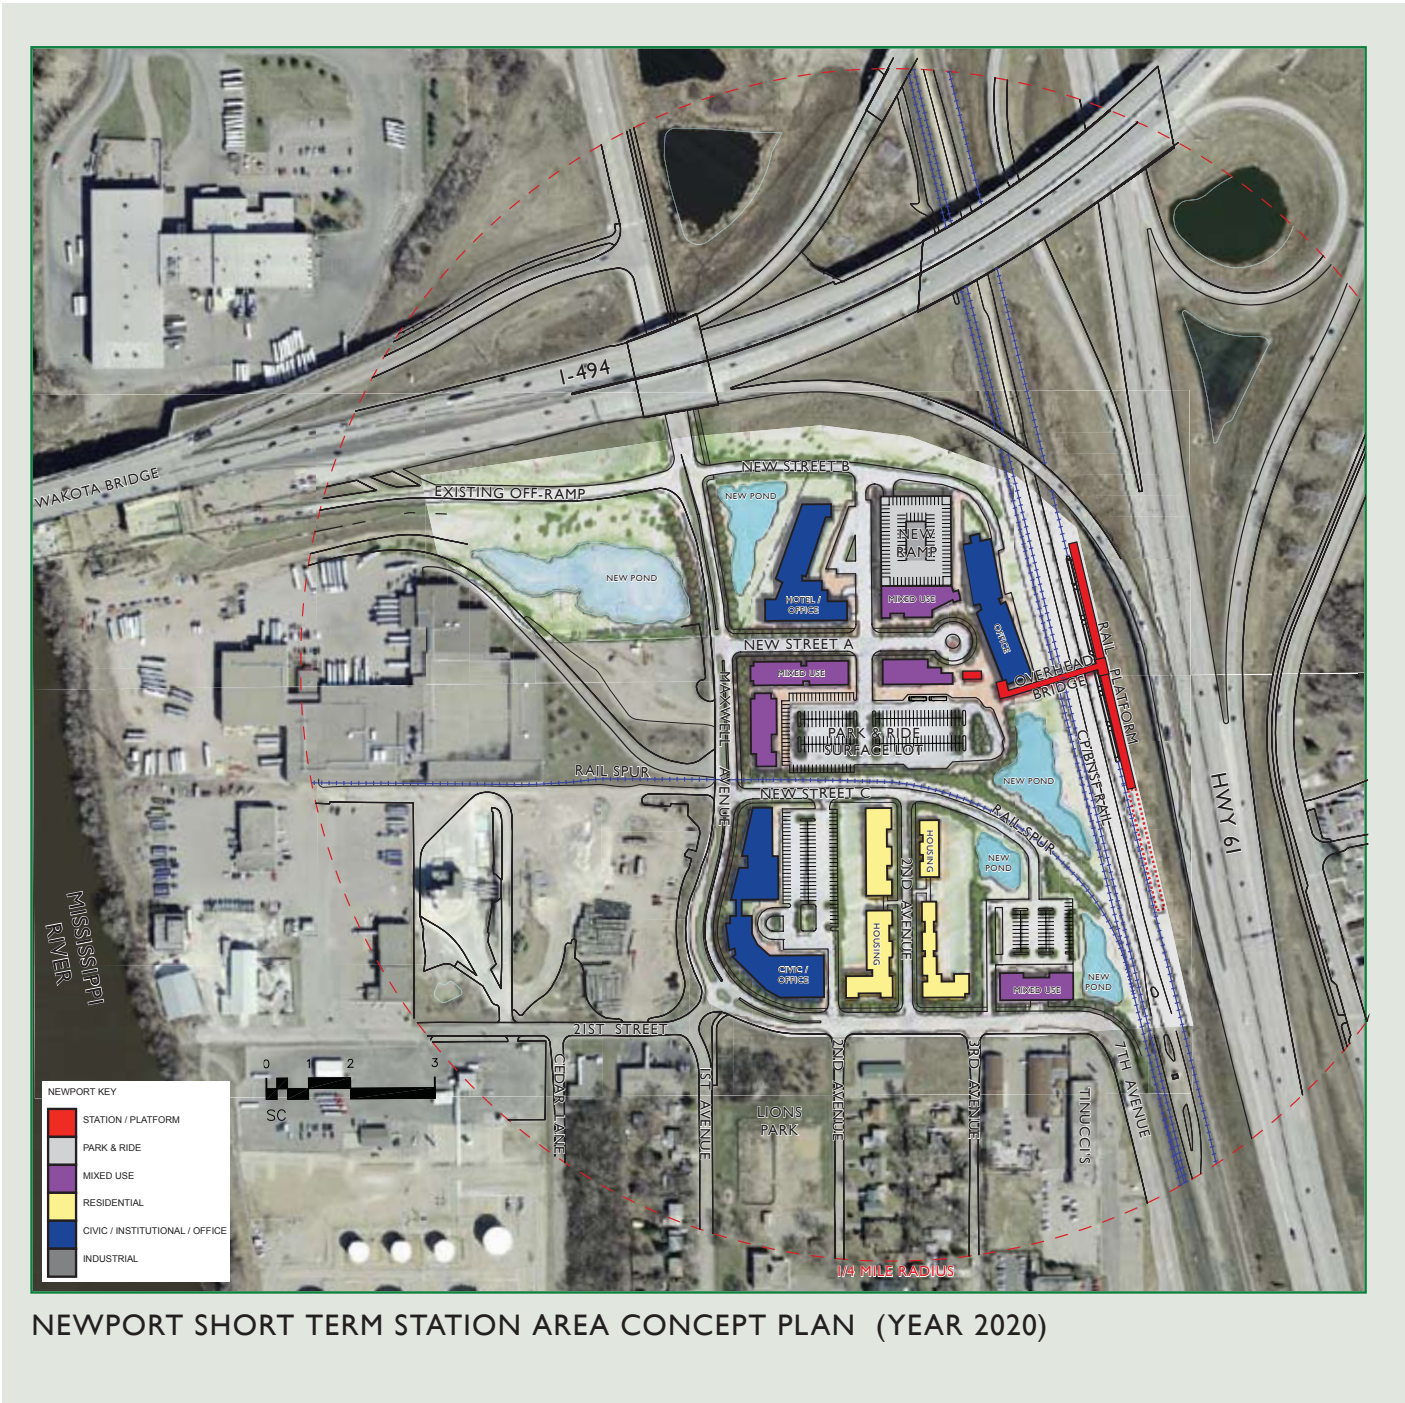 I-494
WAKOTA BRIDGE
EXISTING OFF-RAMP
NEW STREET B
NEW POND
NEW
RAMP
NEW POND
HOTEL /
OFFICE
MIXED USE
OFFICE
RAIL PLATFORM
NEW STREET A
MIXED USE
OVERHEAD
BRIDGE
MAXWELL AVENUE
PARK & RIDE
SURFACE LOT
CP/BNSF RAIL
HWY 61
RAIL SPUR
NEW STREET C
NEW POND
RAIL SPUR
HOUSING
2ND AVENUE
NEW
POND
HOUSING
CIVIC /
OFFICE
MIXED USE
NEW
POND
MISSISSIPPI
RIVER
21ST STREET
CEDAR LANE
1ST AVENUE
LIONS
PARK
2ND AVENUE
3RD AVENUE
TINUCCI'S
7TH AVENUE
0 1 2 3
SC
1/4 MILE RADIUS
NEWPORT KEY
STATION / PLATFORM
PARK & RIDE
MIXED USE
RESIDENTIAL
CIVIC / INSTITUTIONAL / OFFICE
INDUSTRIAL
NEWPORT SHORT TERM STATION AREA CONCEPT PLAN (YEAR 2020)